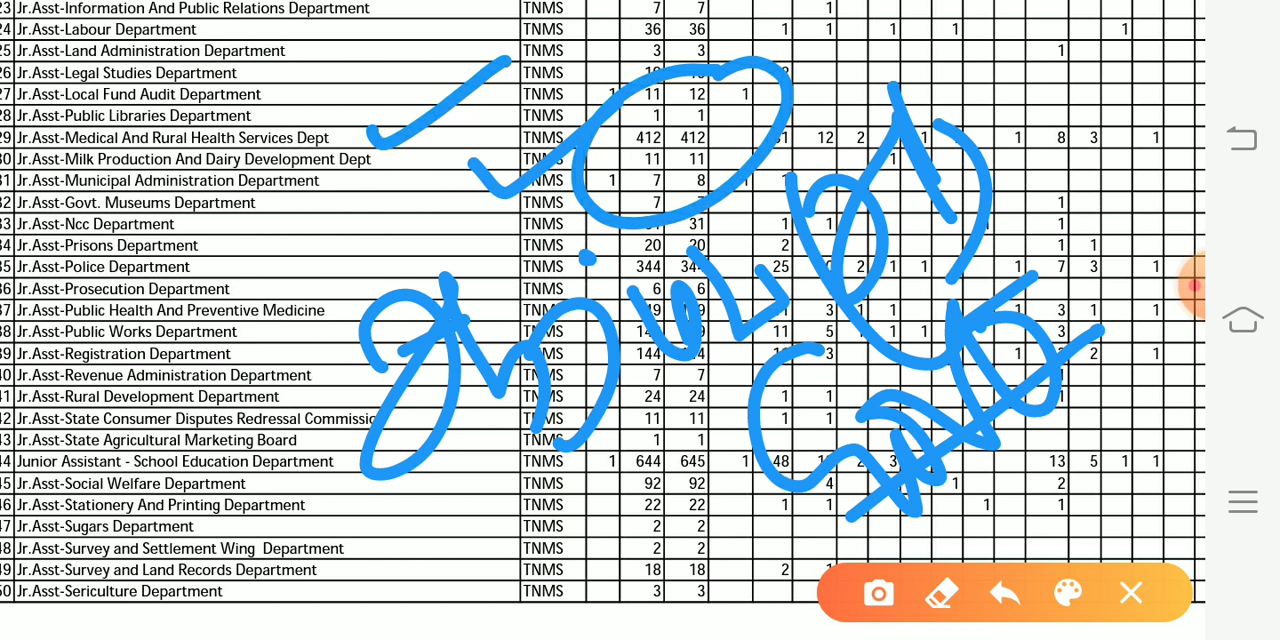 23 Jr.Asst-Information And Public Relations Department TNMS 7 7 1
24 Jr.Asst-Labour Department TNMS 36 36 1 1 1 1 1
25 Jr.Asst-Land Administration Department TNMS 3 3 1
26 Jr.Asst-Legal Studies Department TNMS
27 Jr.Asst-Local Fund Audit Department TNMS 1 11 12 1
28 Jr.Asst-Public Libraries Department TNMS 1 1
29 Jr.Asst-Medical And Rural Health Services Dept TNMS 412 412 12 2 1 1 8 3 1
30 Jr.Asst-Milk Production And Dairy Development Dept TNMS 11 11 1
31 Jr.Asst-Municipal Administration Department TNMS 1 7 8 1 1
32 Jr.Asst-Govt. Museums Department TNMS 7 1
33 Jr.Asst-Ncc Department TNMS 31 1 1 1
34 Jr.Asst-Prisons Department TNMS 20 20 2 1 1
35 Jr.Asst-Police Department TNMS 344 344 25 2 1 1 1 7 3 1
36 Jr.Asst-Prosecution Department TNMS 6 6
37 Jr.Asst-Public Health And Preventive Medicine 3 1 1 3 1 1
38 Jr.Asst-Public Works Department TNMS 11 5 1 1 3
39 Jr.Asst-Registration Department TNMS 144 3 1 2 1
40 Jr.Asst-Revenue Administration Department TNMS 7 7
41 Jr.Asst-Rural Development Department TNMS 24 24 1 1 1
42 Jr.Asst-State Consumer Disputes Redressal Commissio TNMS 11 11 1 1
43 Jr.Asst-State Agricultural Marketing Board TNMS 1 1
44 Junior Assistant - School Education Department TNMS 1 644 645 1 48 3 13 5 1 1
45 Jr.Asst-Social Welfare Department TNMS 92 92 4 1 2
46 Jr.Asst-Stationery And Printing Department TNMS 22 22 1 1 1 1
47 Jr.Asst-Sugars Department TNMS 2 2
48 Jr.Asst-Survey and Settlement Wing Department TNMS 2 2
49 Jr.Asst-Survey and Land Records Department TNMS 18 18 2
50 Jr.Asst-Sericulture Department TNMS 3 3